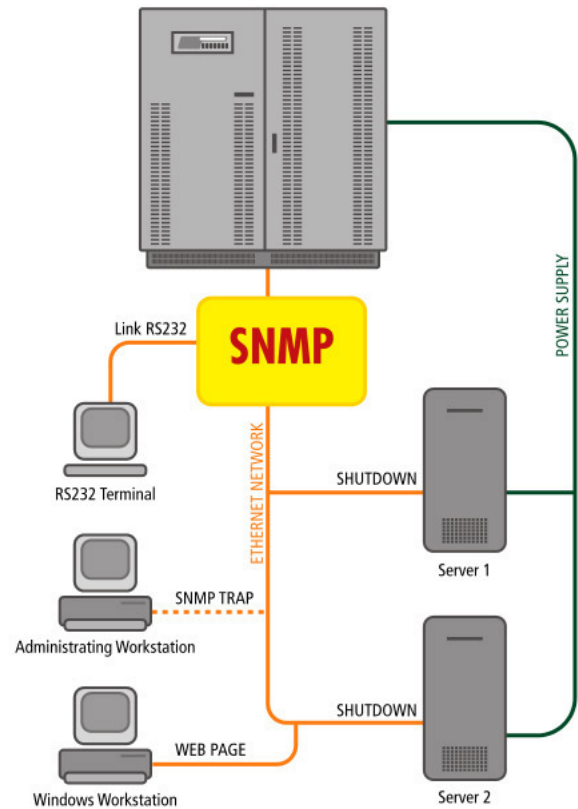 SNMP
Link RS232
RS232 Terminal
POWER SUPPLY
ETHERNET NETWORK
SHUTDOWN
Server 1
SNMP TRAP
Administrating Workstation
SHUTDOWN
WEB PAGE
Windows Workstation
Server 2